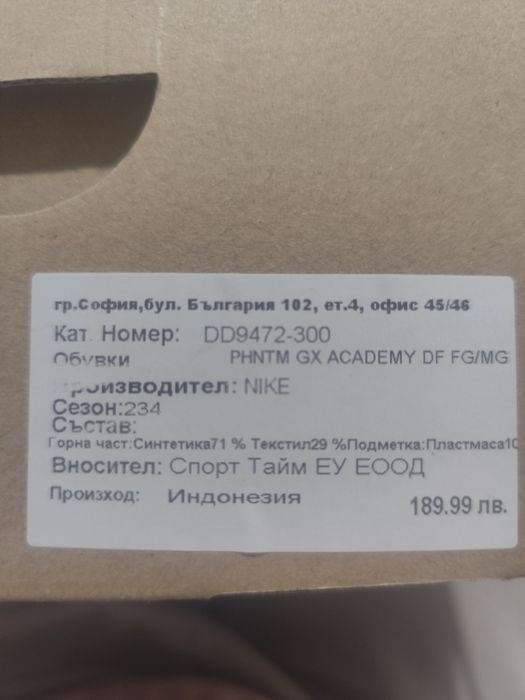 гр.София,бул. България 102, ет.4, офис 45/46
Кат. Номер: DD9472-300
Обувки PHNTM GX ACADEMY DF FG/MG
Производител: NIKE
Сезон:234
Състав:
Горна част:Синтетика71 % Текстил29 %Подметка:Пластмаса10
Вносител: Спорт Тайм ЕУ ЕООД
Произход: Индонезия
189.99 лв.